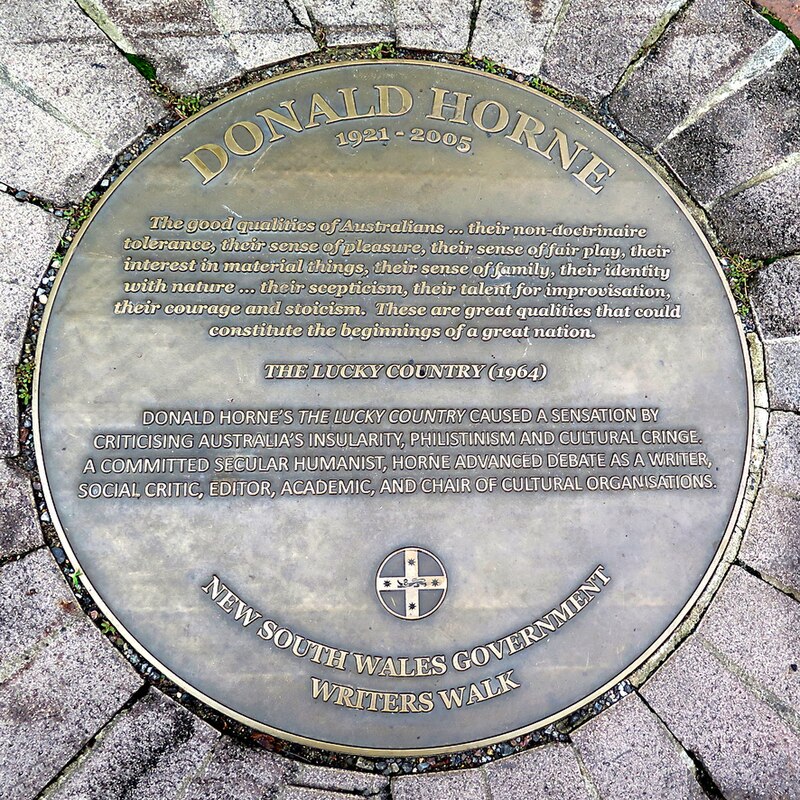 DONALD HORNE
1921 - 2005
The good qualities of Australians ... their non-doctrinaire
tolerance, their sense of pleasure, their sense of fair play, their
interest in material things, their sense of family, their identity
with nature ... their scepticism, their talent for improvisation,
their courage and stoicism. These are great qualities that could
constitute the beginnings of a great nation.
THE LUCKY COUNTRY (1964)
DONALD HORNE'S THE LUCKY COUNTRY CAUSED A SENSATION BY
CRITICISING AUSTRALIA'S INSULARITY, PHILISTINISM AND CULTURAL CRINGE.
A COMMITTED SECULAR HUMANIST, HORNE ADVANCED DEBATE AS A WRITER,
SOCIAL CRITIC, EDITOR, ACADEMIC, AND CHAIR OF CULTURAL ORGANISATIONS.
NEW SOUTH WALES GOVERNMENT
WRITERS WALK